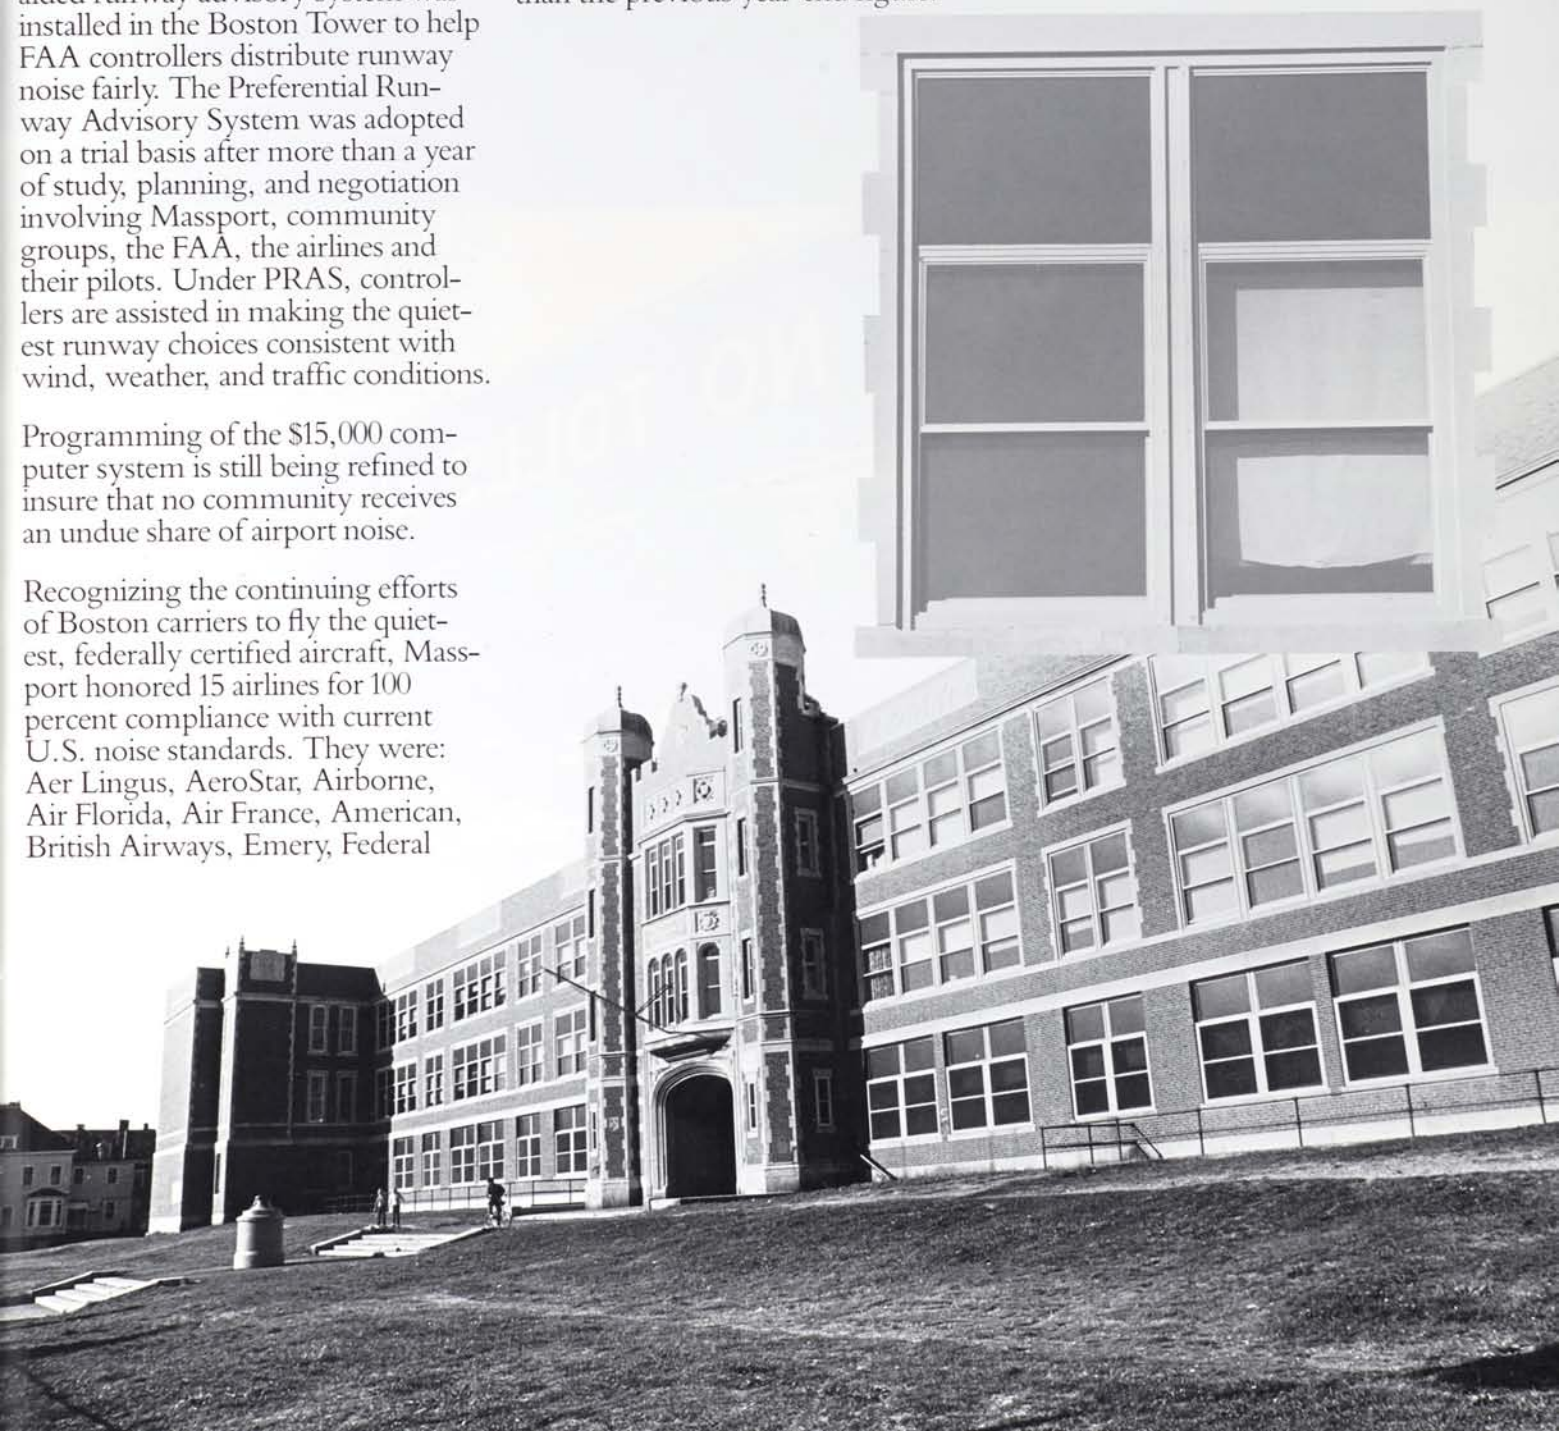 installed in the Boston Tower to help
FAA controllers distribute runway
noise fairly. The Preferential Run-
way Advisory System was adopted
on a trial basis after more than a year
of study, planning, and negotiation
involving Massport, community
groups, the FAA, the airlines and
their pilots. Under PRAS, control-
lers are assisted in making the quiet-
est runway choices consistent with
wind, weather, and traffic conditions.
Programming of the $15,000 com-
puter system is still being refined to
insure that no community receives
an undue share of airport noise.
Recognizing the continuing efforts
of Boston carriers to fly the quiet-
est, federally certified aircraft, Mass-
port honored 15 airlines for 100
percent compliance with current
U.S. noise standards. They were:
Aer Lingus, AeroStar, Airborne,
Air Florida, Air France, American,
British Airways, Emery, Federal